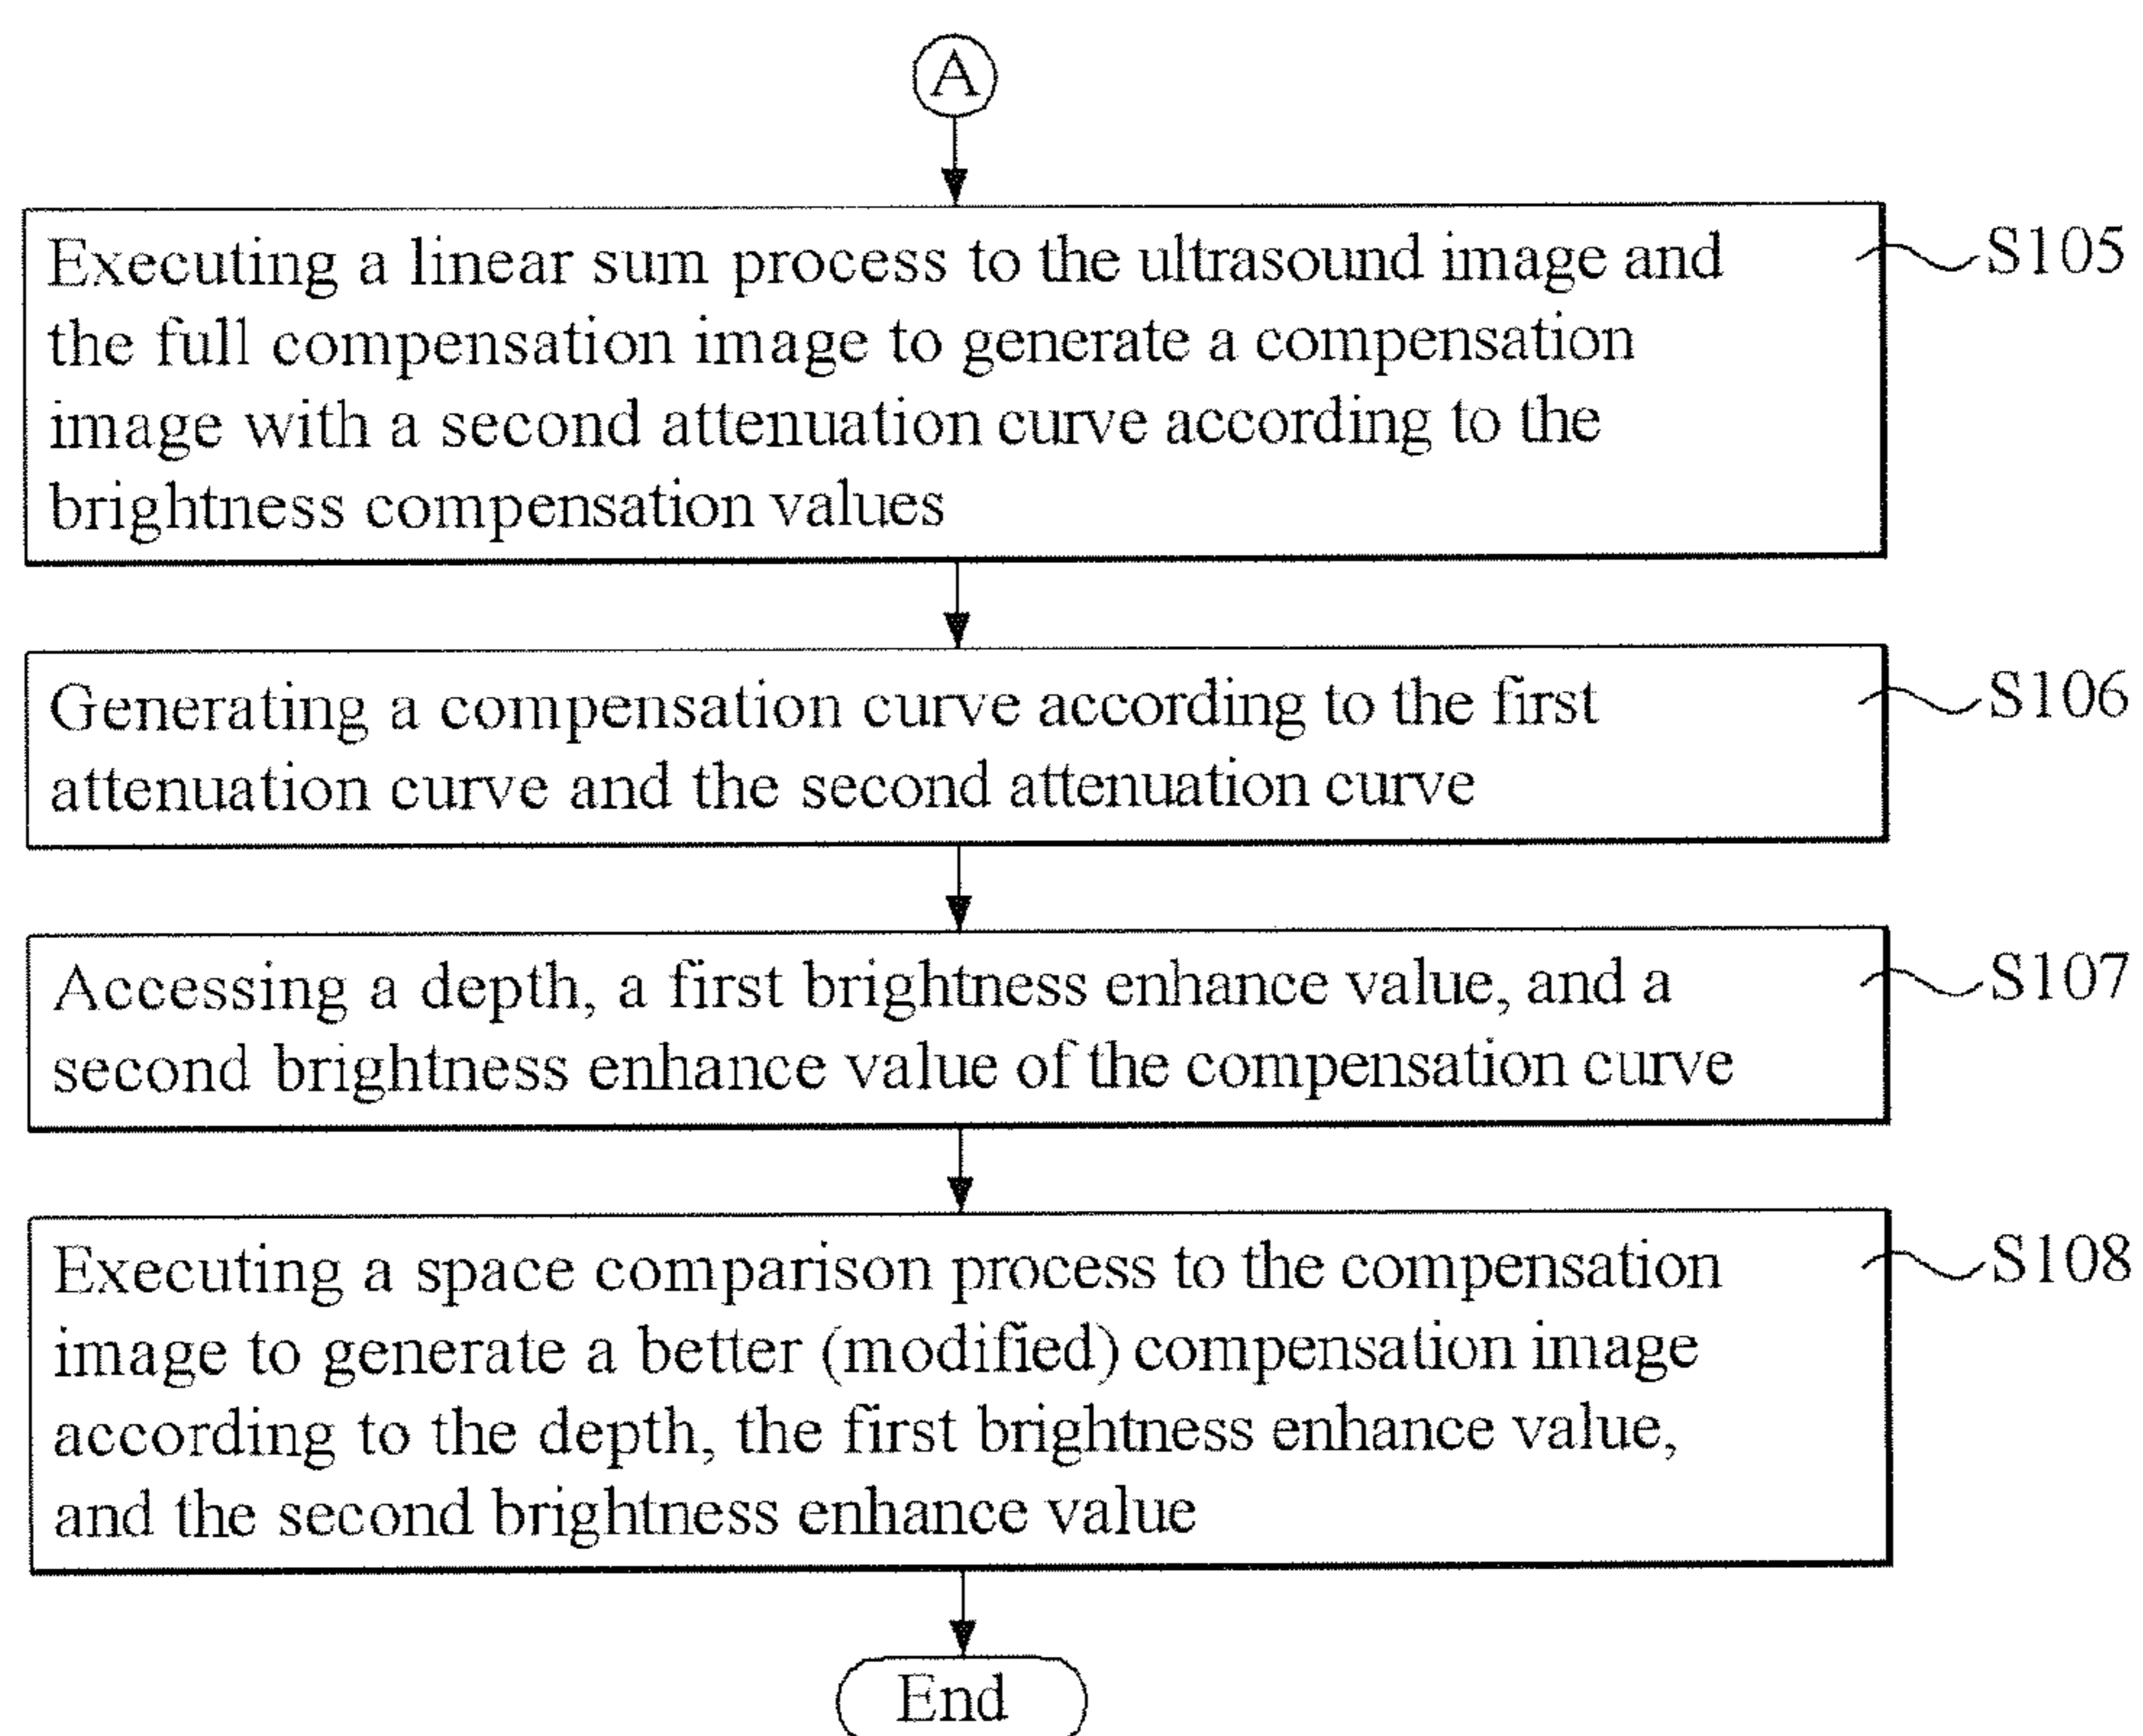 A
Executing a linear sum process to the ultrasound image and
the full compensation image to generate a compensation
image with a second attenuation curve according to the
brightness compensation values
S105
Generating a compensation curve according to the first
attenuation curve and the second attenuation curve
S106
Accessing a depth, a first brightness enhance value, and a
second brightness enhance value of the compensation curve
S107
Executing a space comparison process to the compensation
image to generate a better (modified) compensation image
according to the depth, the first brightness enhance value,
and the second brightness enhance value
S108
End